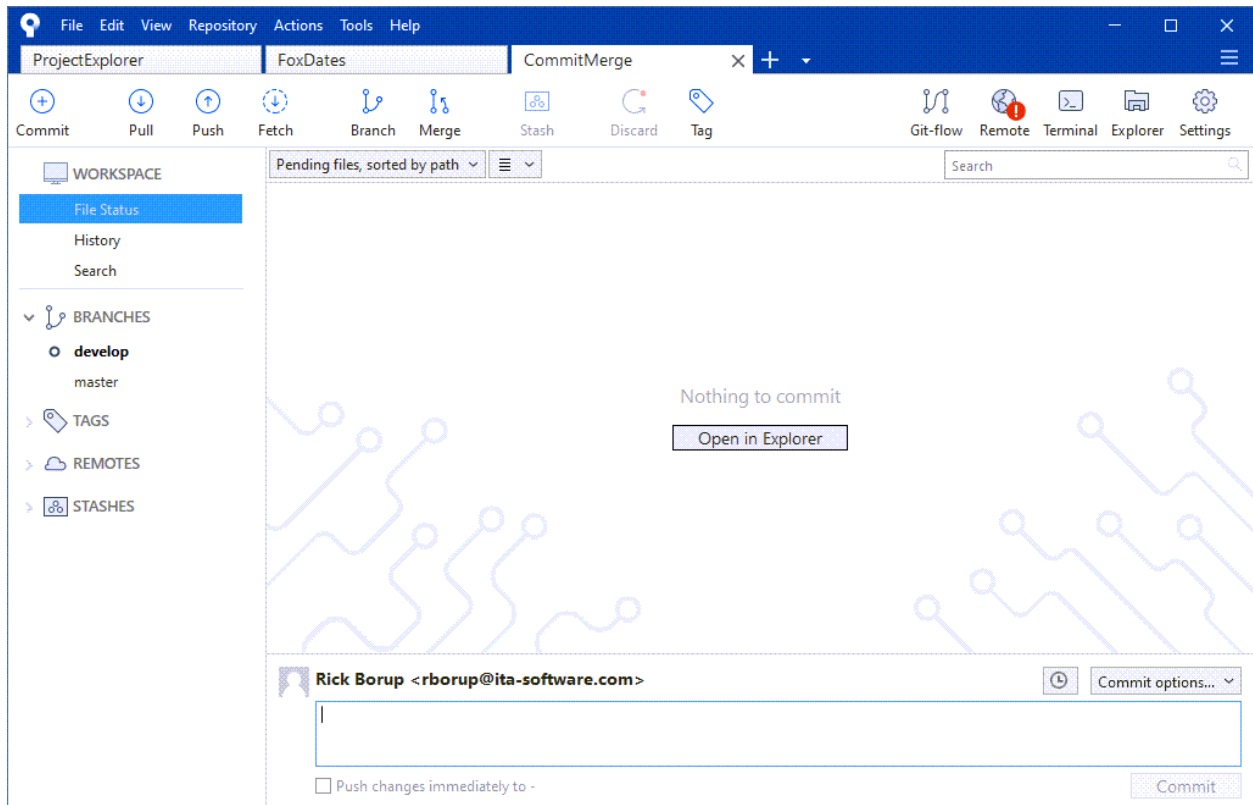 File Edit View Repository Actions Tools Help
ProjectExplorer FoxDates CommitMerge
Commit Pull Push Fetch Branch Merge Stash Discard Tag Git-flow Remote Terminal Explorer Settings
WORKSPACE
File Status
History
Search
BRANCHES
develop
master
TAGS
REMOTES
STASHES
Pending files, sorted by path
Search
Nothing to commit
Open in Explorer
Rick Borup <rborup@ita-software.com>
Commit options...
Push changes immediately to -
Commit